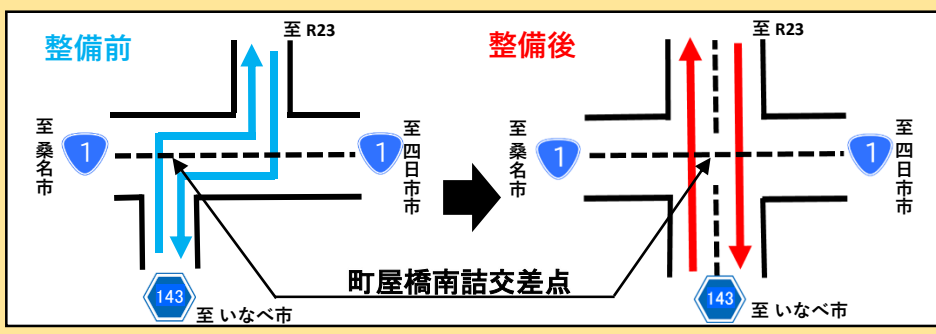 整備前
至 R23
至 桑名市
1
1
至 四日市市
143
至 いなべ市
町屋橋南詰交差点
整備後
至 R23
至 桑名市
1
1
至 四日市市
143
至 いなべ市